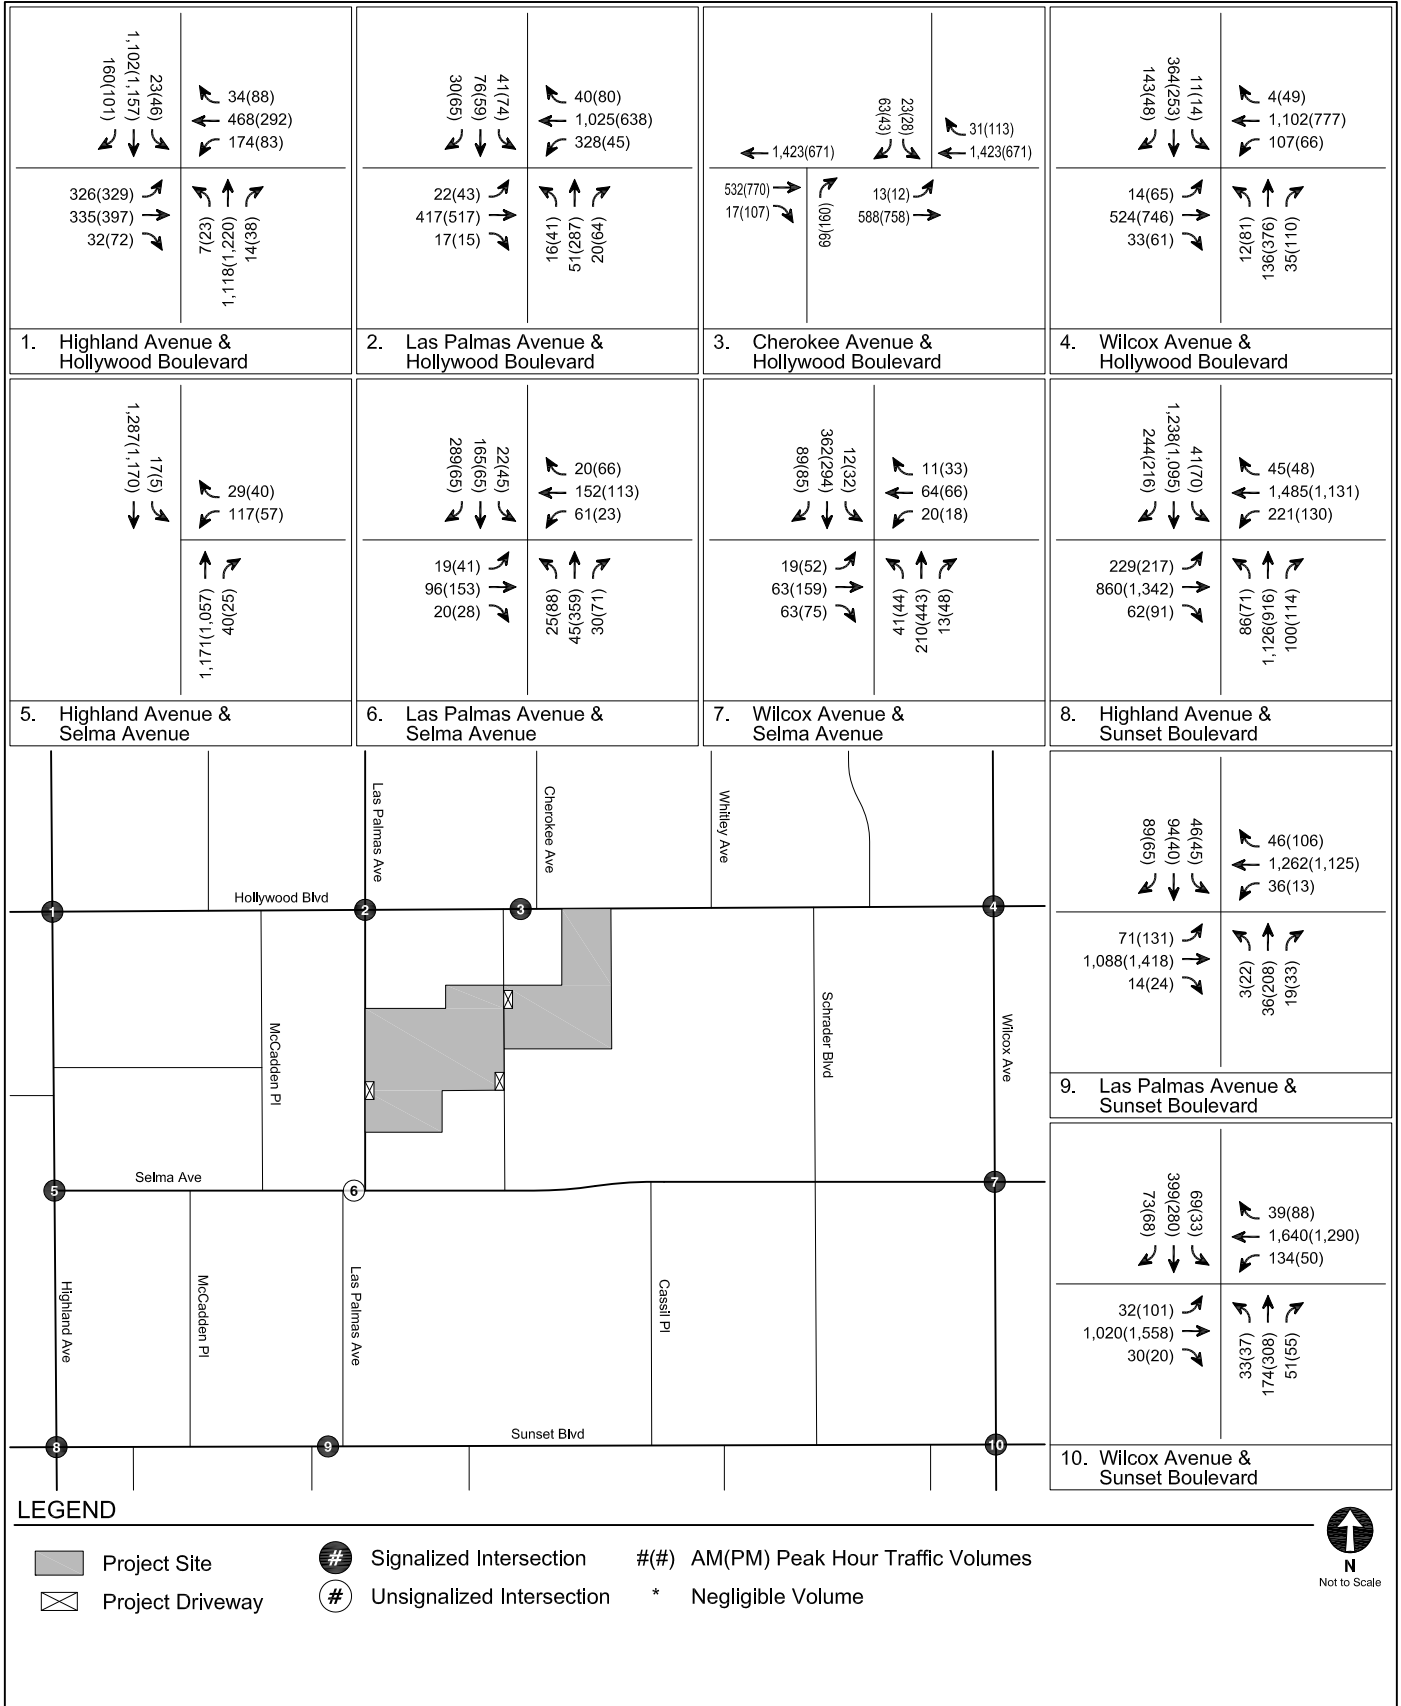 160(101)
1,102(1,157)
23(46)
34(88)
468(292)
174(83)
326(329)
335(397)
32(72)
7(23)
1,118(1,220)
14(38)
1. Highland Avenue &
Hollywood Boulevard
30(65)
76(59)
41(74)
40(80)
1,025(638)
328(45)
22(43)
417(517)
17(15)
16(41)
51(287)
20(64)
2. Las Palmas Avenue &
Hollywood Boulevard
63(43)
23(28)
31(113)
1,423(671)
1,423(671)
532(770)
17(107)
69(160)
13(12)
588(758)
3. Cherokee Avenue &
Hollywood Boulevard
143(48)
364(253)
11(14)
4(49)
1,102(777)
107(66)
14(65)
524(746)
33(61)
12(81)
136(376)
35(110)
4. Wilcox Avenue &
Hollywood Boulevard
1,287(1,170)
17(5)
29(40)
117(57)
1,171(1,057)
40(25)
5. Highland Avenue &
Selma Avenue
289(65)
165(65)
22(45)
20(66)
152(113)
61(23)
19(41)
96(153)
20(28)
25(88)
45(359)
30(71)
6. Las Palmas Avenue &
Selma Avenue
89(85)
362(294)
12(32)
11(33)
64(66)
20(18)
19(52)
63(159)
63(75)
41(44)
210(443)
13(48)
7. Wilcox Avenue &
Selma Avenue
244(216)
1,238(1,095)
41(70)
45(48)
1,485(1,131)
221(130)
229(217)
860(1,342)
62(91)
86(71)
1,126(916)
100(114)
8. Highland Avenue &
Sunset Boulevard
89(65)
94(40)
46(45)
46(106)
1,262(1,125)
36(13)
71(131)
1,088(1,418)
14(24)
3(22)
36(208)
19(33)
9. Las Palmas Avenue &
Sunset Boulevard
73(68)
399(280)
69(33)
39(88)
1,640(1,290)
134(50)
32(101)
1,020(1,558)
30(20)
33(37)
174(308)
51(55)
10. Wilcox Avenue &
Sunset Boulevard
Las Palmas Ave
Cherokee Ave
Whitley Ave
Hollywood Blvd
1
2
3
4
McCadden Pl
Schrader Blvd
Wilcox Ave
Selma Ave
5
6
7
Highland Ave
McCadden Pl
Las Palmas Ave
Cassil Pl
Sunset Blvd
8
9
10
LEGEND
Project Site
# Signalized Intersection
#(#) AM(PM) Peak Hour Traffic Volumes
Project Driveway
# Unsignalized Intersection
* Negligible Volume
N
Not to Scale